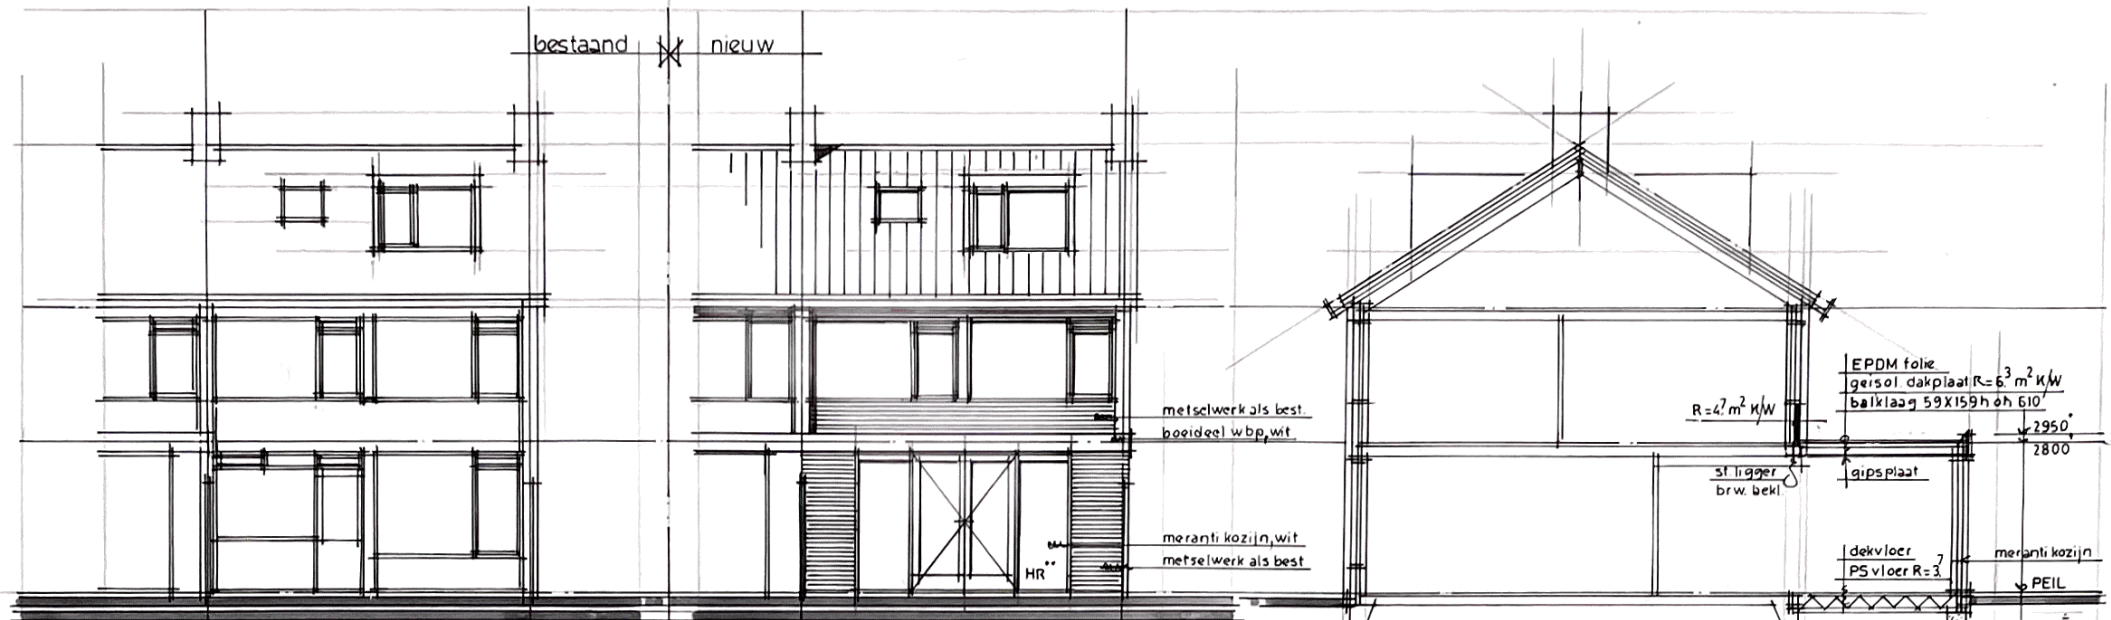 bestaand
nieuw
metselwerk als best.
boeideel wbp, wit
meranti kozijn, wit
HR¨
metselwerk als best
EPDM folie
geïsol. dakplaat R=6.³ m² K/W
balklaag 59x159 h oh 610
R=4.⁷ m² K/W
2950⁺
2800
st. ligger
brw. bekl.
gipsplaat
dekvloer
PS vloer R=3.⁷
meranti kozijn
PEIL